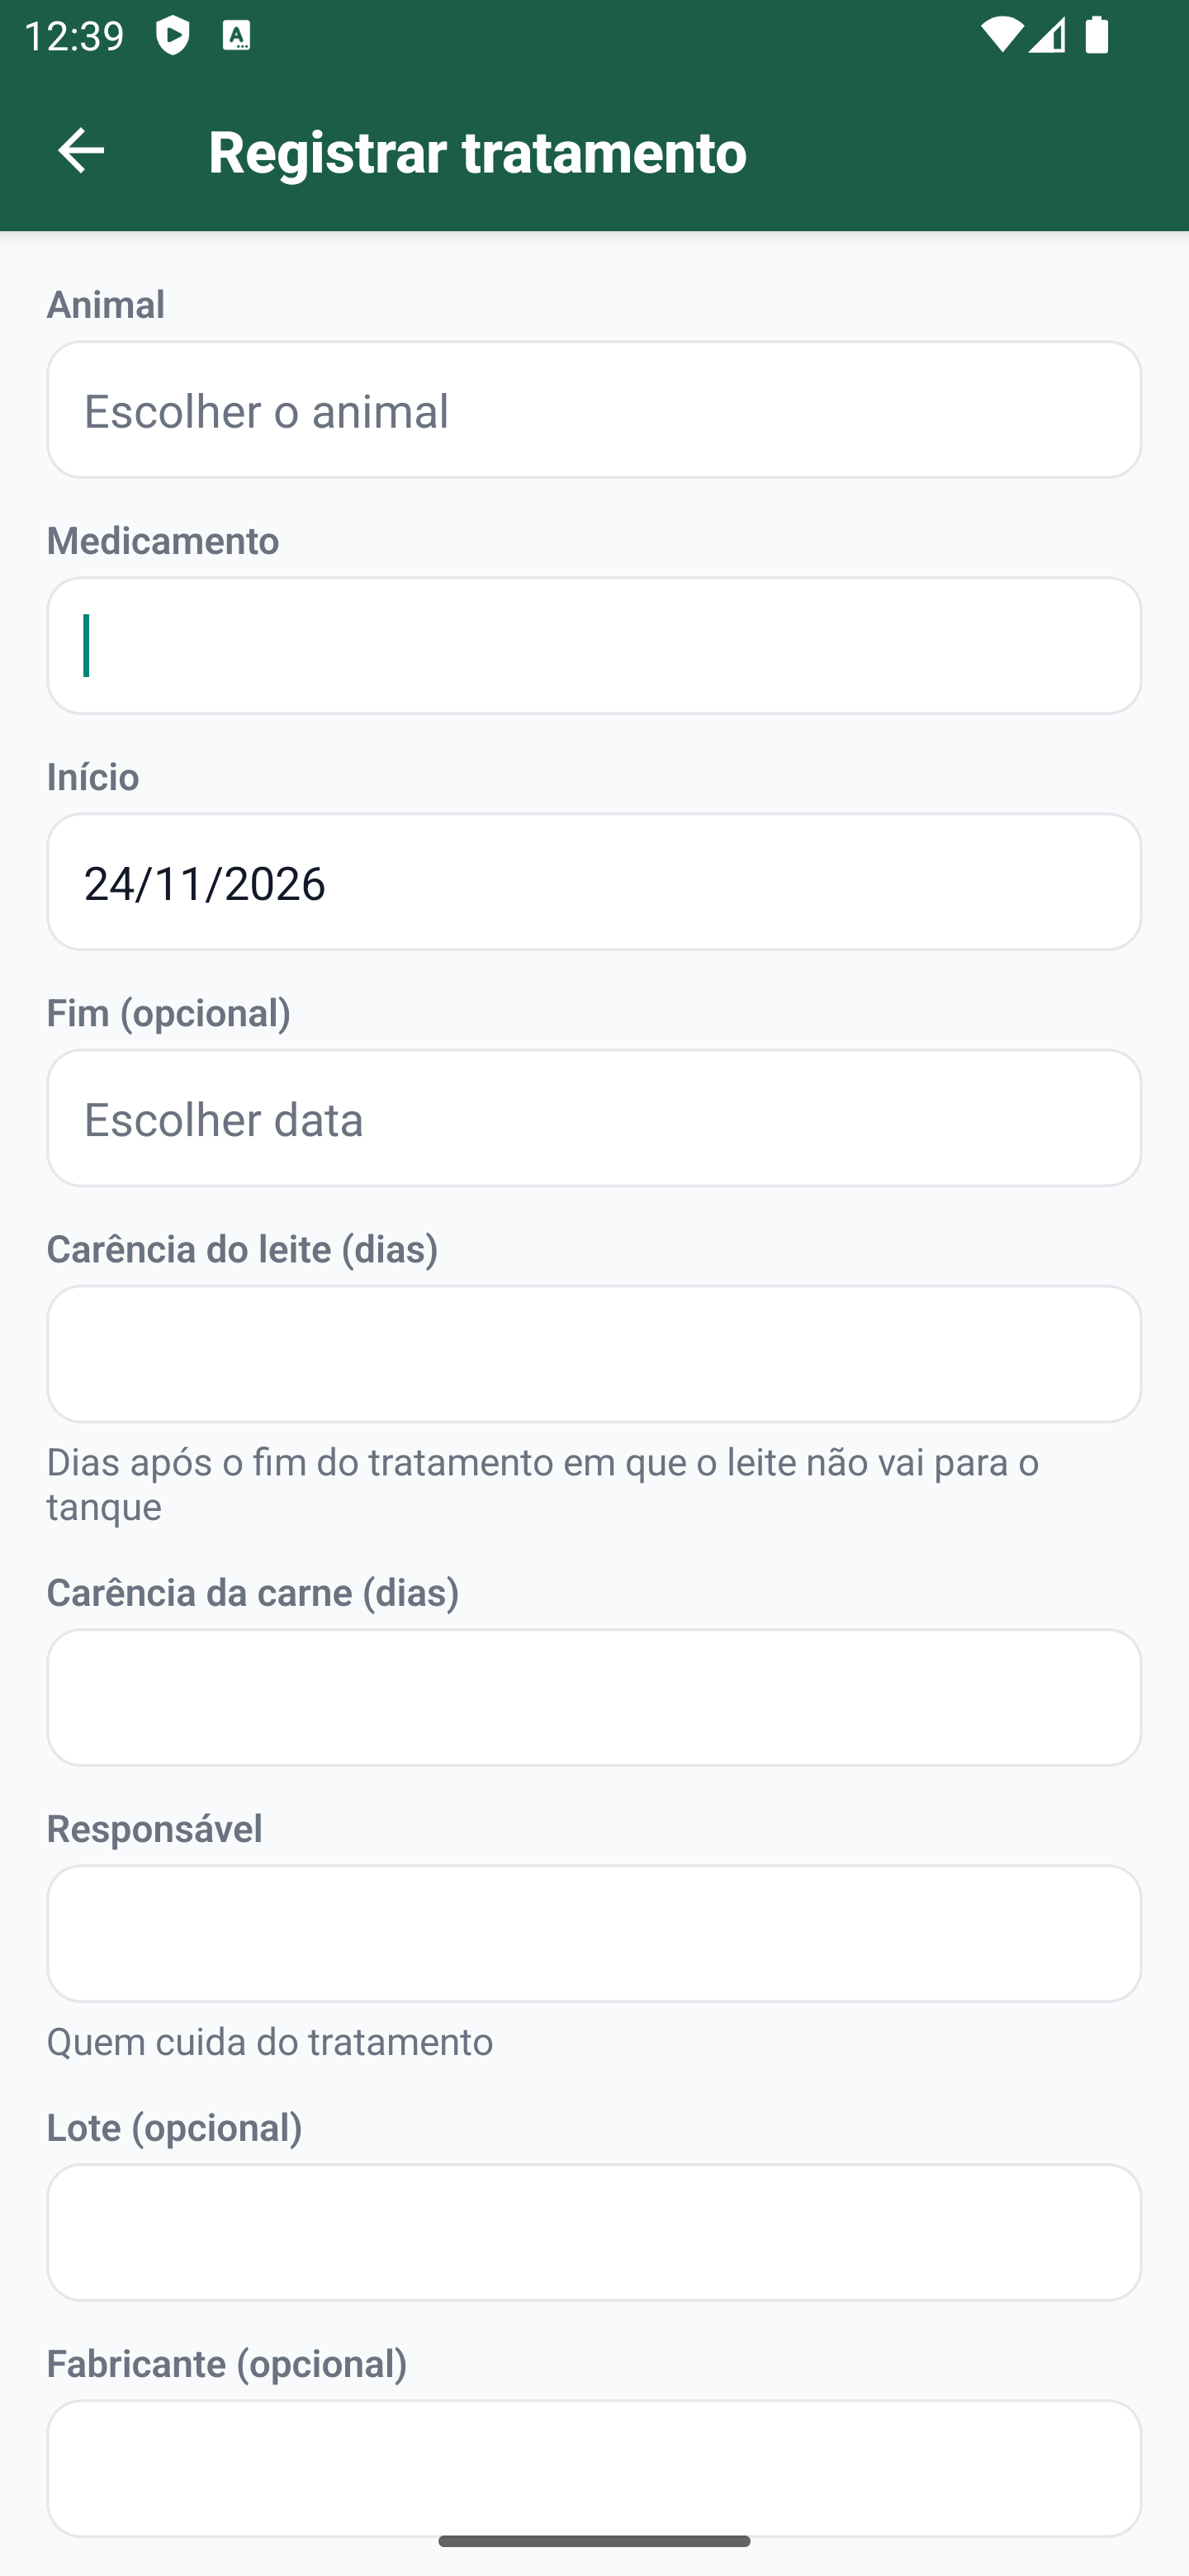 12:39
Registrar tratamento
Animal
Escolher o animal
Medicamento
Início
24/11/2026
Fim (opcional)
Escolher data
Carência do leite (dias)
Dias após o fim do tratamento em que o leite não vai para o
tanque
Carência da carne (dias)
Responsável
Quem cuida do tratamento
Lote (opcional)
Fabricante (opcional)